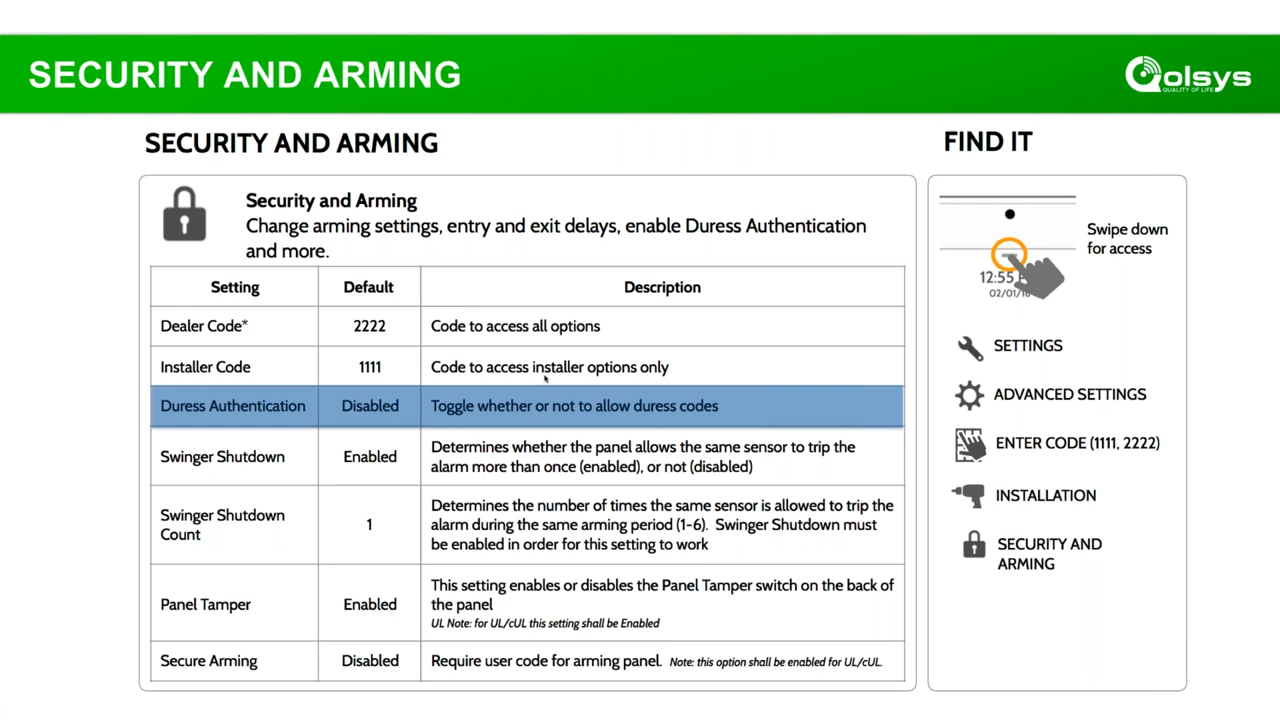 SECURITY AND ARMING
Qolsys
QUALITY OF LIFE
SECURITY AND ARMING
FIND IT
Security and Arming
Change arming settings, entry and exit delays, enable Duress Authentication
and more.
Setting Default Description
Dealer Code* 2222 Code to access all options
Installer Code 1111 Code to access installer options only
Duress Authentication Disabled Toggle whether or not to allow duress codes
Swinger Shutdown Enabled Determines whether the panel allows the same sensor to trip the
alarm more than once (enabled), or not (disabled)
Swinger Shutdown
Count
1
Determines the number of times the same sensor is allowed to trip the
alarm during the same arming period (1-6). Swinger Shutdown must
be enabled in order for this setting to work
Panel Tamper Enabled This setting enables or disables the Panel Tamper switch on the back of
the panel
UL Note: for UL/cUL this setting shall be Enabled
Secure Arming Disabled Require user code for arming panel. Note: this option shall be enabled for UL/cUL.
Swipe down
for access
12:55
02/01/1
SETTINGS
ADVANCED SETTINGS
ENTER CODE (1111, 2222)
INSTALLATION
SECURITY AND
ARMING